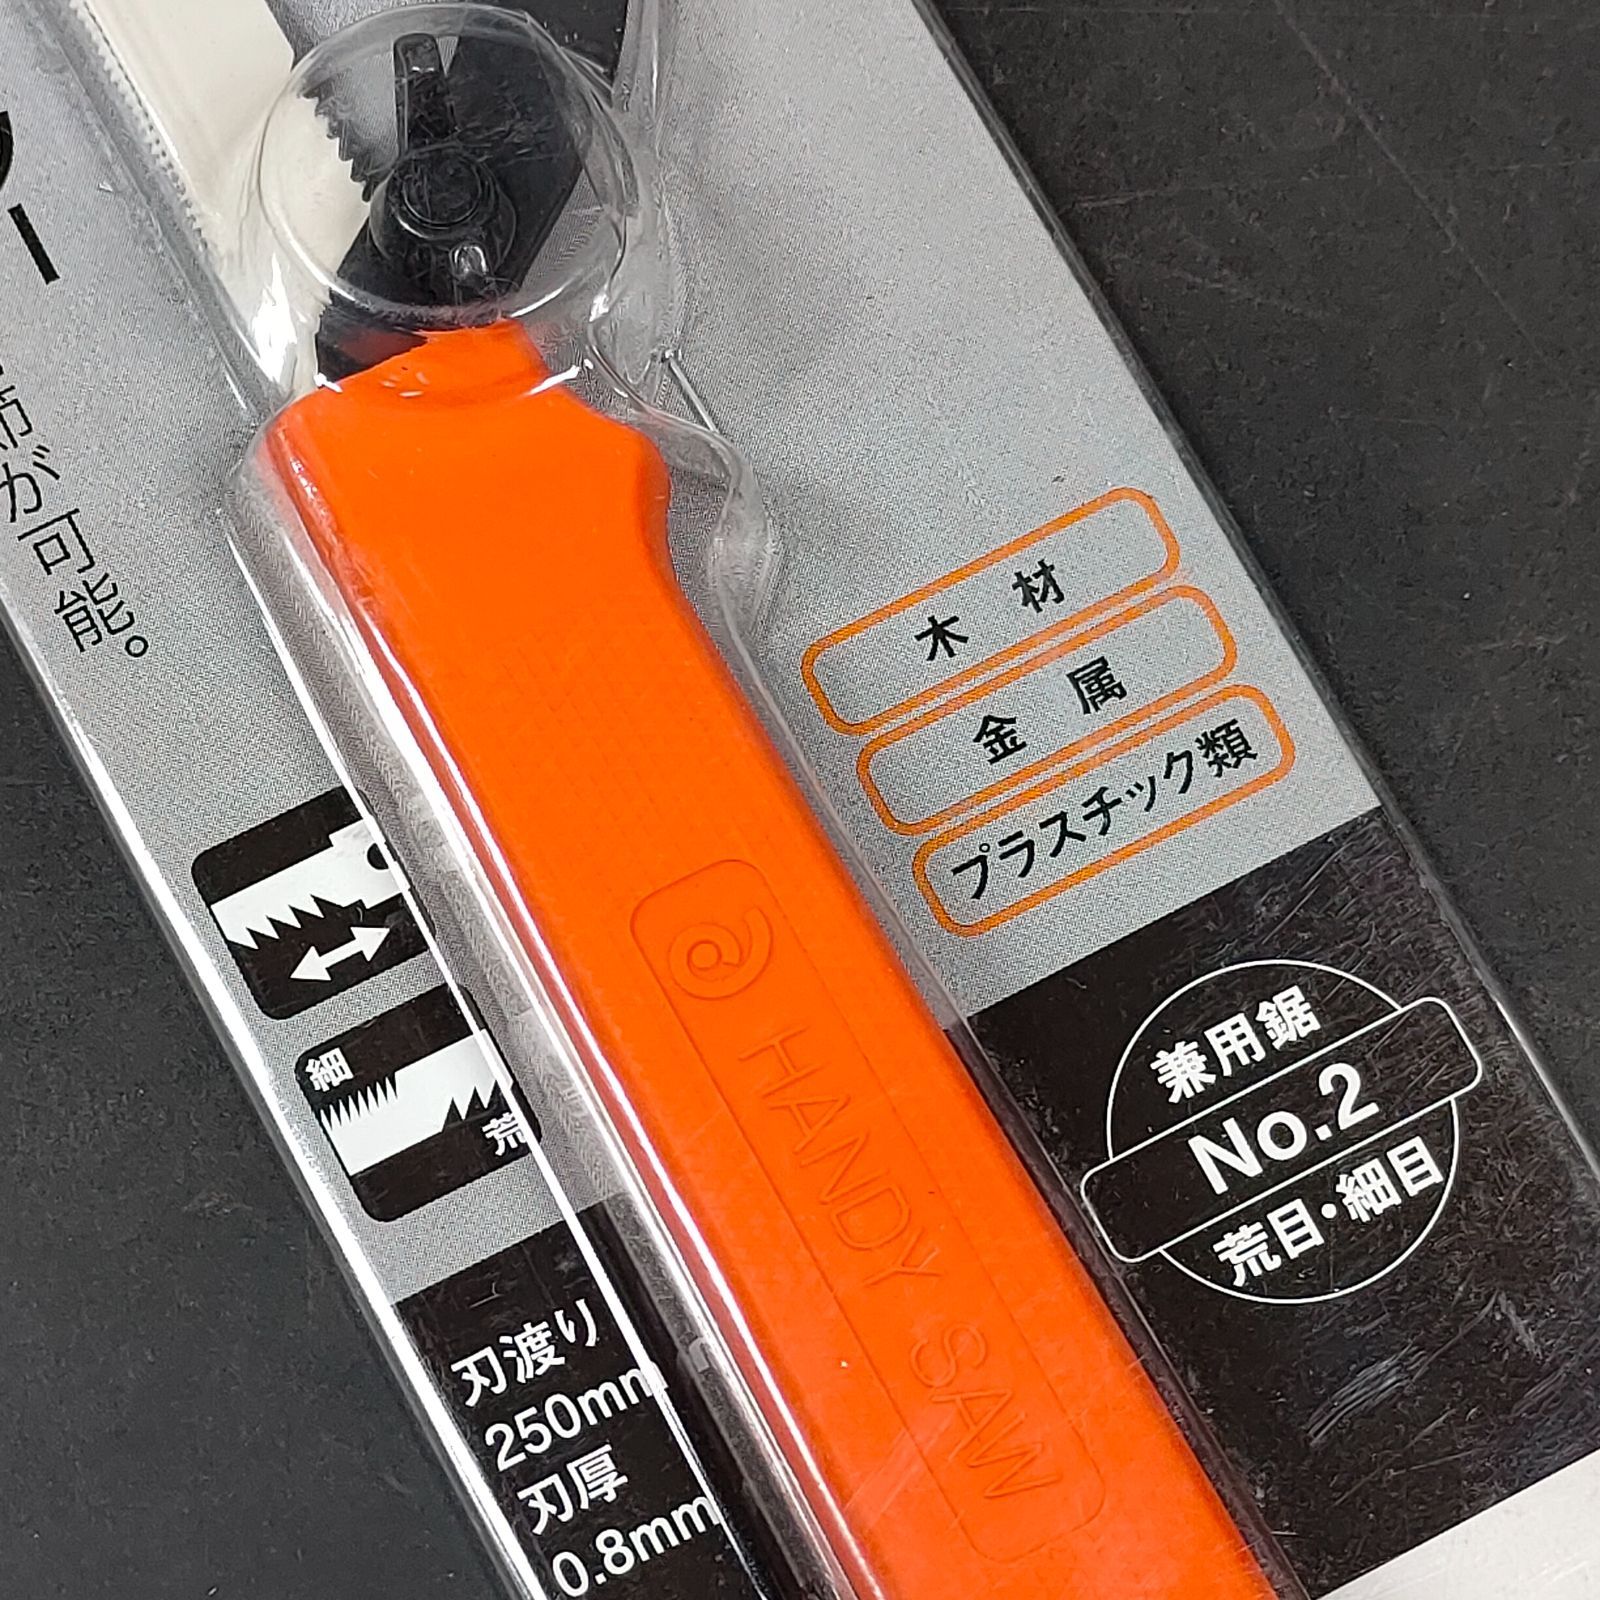 ー
が可能。
木材
金属
プラスチック類
細
荒
HANDY SAW
兼用鋸
No.2
荒目・細目
刃渡り
250mm
刃厚
0.8mm